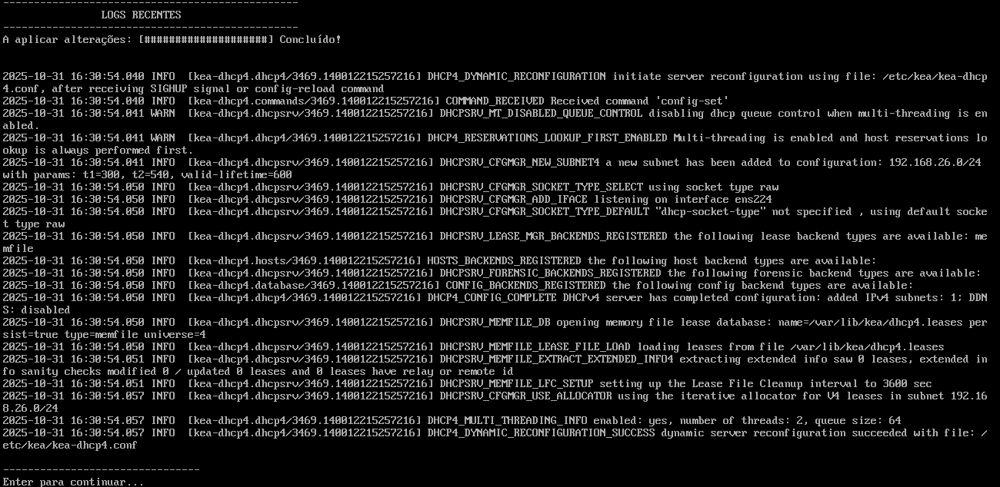 ------------------------------------------------
LOGS RECENTES
------------------------------------------------
A aplicar alterações: [####################] Concluído!
2025-10-31 16:30:54.040 INFO  [kea-dhcp4.dhcp4/3469.140012215257216] DHCP4_DYNAMIC_RECONFIGURATION initiate server reconfiguration using file: /etc/kea/kea-dhcp
4.conf, after receiving SIGHUP signal or config-reload command
2025-10-31 16:30:54.040 INFO  [kea-dhcp4.commands/3469.140012215257216] COMMAND_RECEIVED Received command 'config-set'
2025-10-31 16:30:54.041 WARN  [kea-dhcp4.dhcpsrv/3469.140012215257216] DHCPSRV_MT_DISABLED_QUEUE_CONTROL disabling dhcp queue control when multi-threading is en
abled.
2025-10-31 16:30:54.041 WARN  [kea-dhcp4.dhcp4/3469.140012215257216] DHCP4_RESERVATIONS_LOOKUP_FIRST_ENABLED Multi-threading is enabled and host reservations lo
okup is always performed first.
2025-10-31 16:30:54.041 INFO  [kea-dhcp4.dhcpsrv/3469.140012215257216] DHCPSRV_CFGMGR_NEW_SUBNET4 a new subnet has been added to configuration: 192.168.26.0/24
with params: t1=300, t2=540, valid-lifetime=600
2025-10-31 16:30:54.050 INFO  [kea-dhcp4.dhcpsrv/3469.140012215257216] DHCPSRV_CFGMGR_SOCKET_TYPE_SELECT using socket type raw
2025-10-31 16:30:54.050 INFO  [kea-dhcp4.dhcpsrv/3469.140012215257216] DHCPSRV_CFGMGR_ADD_IFACE listening on interface ens224
2025-10-31 16:30:54.050 INFO  [kea-dhcp4.dhcpsrv/3469.140012215257216] DHCPSRV_CFGMGR_SOCKET_TYPE_DEFAULT "dhcp-socket-type" not specified , using default socke
t type raw
2025-10-31 16:30:54.050 INFO  [kea-dhcp4.dhcpsrv/3469.140012215257216] DHCPSRV_LEASE_MGR_BACKENDS_REGISTERED the following lease backend types are available: me
mfile
2025-10-31 16:30:54.050 INFO  [kea-dhcp4.hosts/3469.140012215257216] HOSTS_BACKENDS_REGISTERED the following host backend types are available:
2025-10-31 16:30:54.050 INFO  [kea-dhcp4.dhcpsrv/3469.140012215257216] DHCPSRV_FORENSIC_BACKENDS_REGISTERED the following forensic backend types are available:
2025-10-31 16:30:54.050 INFO  [kea-dhcp4.database/3469.140012215257216] CONFIG_BACKENDS_REGISTERED the following config backend types are available:
2025-10-31 16:30:54.050 INFO  [kea-dhcp4.dhcp4/3469.140012215257216] DHCP4_CONFIG_COMPLETE DHCPv4 server has completed configuration: added IPv4 subnets: 1; DDN
S: disabled
2025-10-31 16:30:54.050 INFO  [kea-dhcp4.dhcpsrv/3469.140012215257216] DHCPSRV_MEMFILE_DB opening memory file lease database: name=/var/lib/kea/dhcp4.leases per
sist=true type=memfile universe=4
2025-10-31 16:30:54.050 INFO  [kea-dhcp4.dhcpsrv/3469.140012215257216] DHCPSRV_MEMFILE_LEASE_FILE_LOAD loading leases from file /var/lib/kea/dhcp4.leases
2025-10-31 16:30:54.051 INFO  [kea-dhcp4.dhcpsrv/3469.140012215257216] DHCPSRV_MEMFILE_EXTRACT_EXTENDED_INFO4 extracting extended info saw 0 leases, extended in
fo sanity checks modified 0 / updated 0 leases and 0 leases have relay or remote id
2025-10-31 16:30:54.051 INFO  [kea-dhcp4.dhcpsrv/3469.140012215257216] DHCPSRV_MEMFILE_LFC_SETUP setting up the Lease File Cleanup interval to 3600 sec
2025-10-31 16:30:54.057 INFO  [kea-dhcp4.dhcpsrv/3469.140012215257216] DHCPSRV_CFGMGR_USE_ALLOCATOR using the iterative allocator for V4 leases in subnet 192.16
8.26.0/24
2025-10-31 16:30:54.057 INFO  [kea-dhcp4.dhcp4/3469.140012215257216] DHCP4_MULTI_THREADING_INFO enabled: yes, number of threads: 2, queue size: 64
2025-10-31 16:30:54.057 INFO  [kea-dhcp4.dhcp4/3469.140012215257216] DHCP4_DYNAMIC_RECONFIGURATION_SUCCESS dynamic server reconfiguration succeeded with file: /
etc/kea/kea-dhcp4.conf
--------------------------------
Enter para continuar...